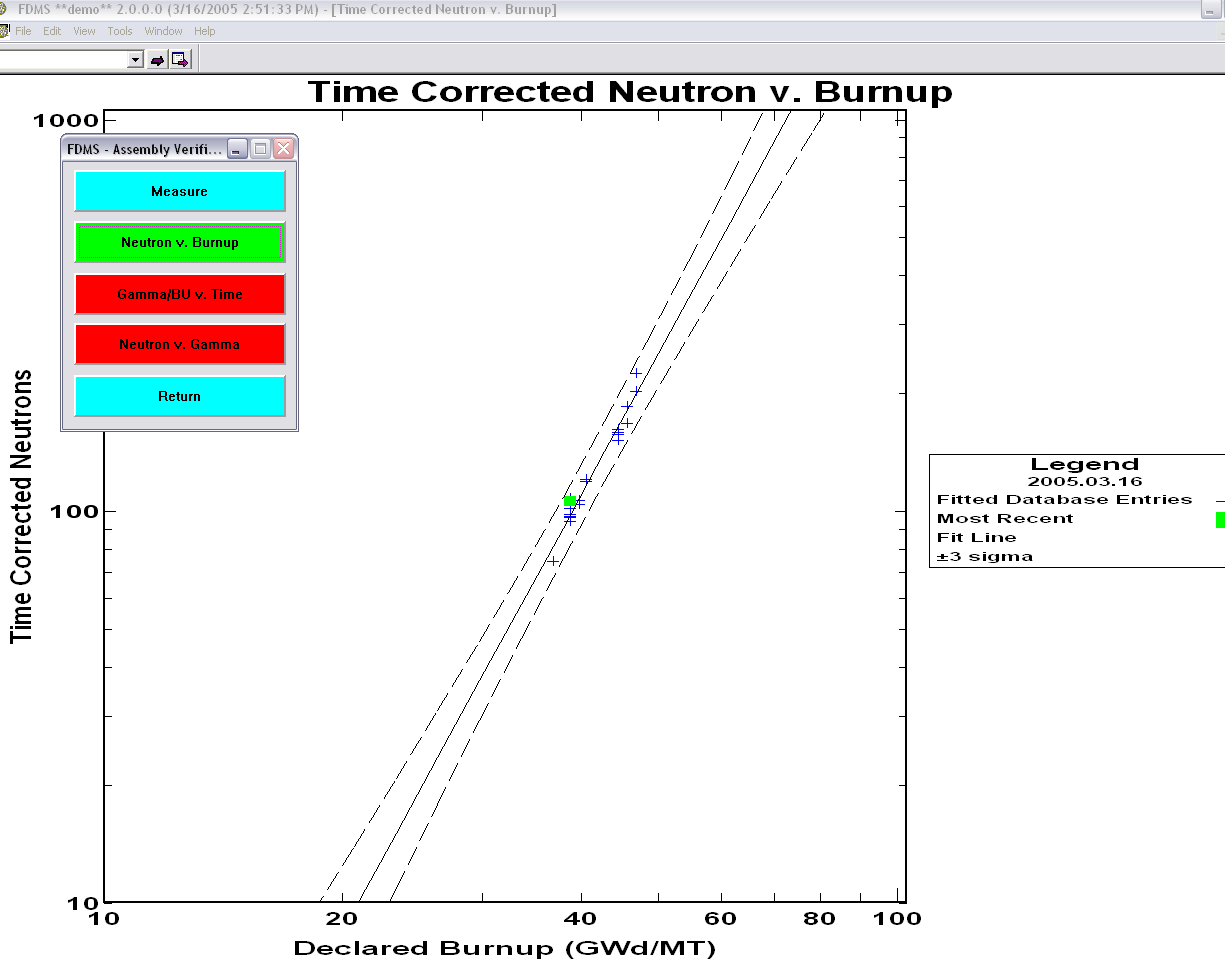 FDMS **demo** 2.0.0.0 (3/16/2005 2:51:33 PM) - [Time Corrected Neutron v. Burnup]
File Edit View Tools Window Help
Time Corrected Neutron v. Burnup
1000
FDMS - Assembly Verifi...
Measure
Neutron v. Burnup
Gamma/BU v. Time
Neutron v. Gamma
Return
Time Corrected Neutrons
100
Legend
2005.03.16
Fitted Database Entries
Most Recent
Fit Line
±3 sigma
10
10 20 40 60 80 100
Declared Burnup (GWd/MT)